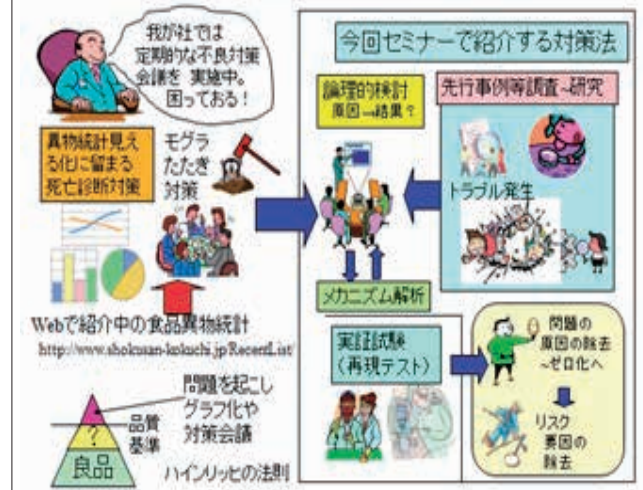 我が社では
定期的な不良対策
会議を 実施中。
困っておる!
異物統計見え
る化に留まる
死亡診断対策
モグラ
たたき
対策
Webで紹介中の食品異物統計
http://www.shokusan-kokuchi.jp/RecentList/
問題を起こし
グラフ化や
対策会議
品質
基準
?
良品
ハインリッヒの法則
今回セミナーで紹介する対策法
論理的検討
原因→結果?
先行事例等調査~研究
トラブル発生
メカニズム解析
実証試験
(再現テスト)
問題の
原因の除去
~ゼロ化へ
リスク
要因の
除去